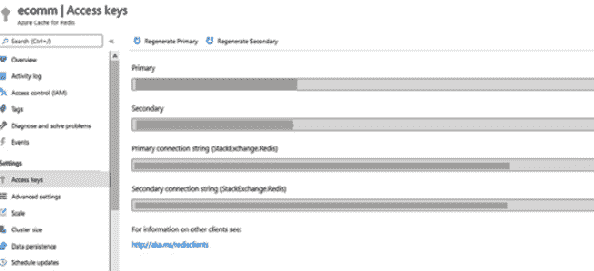 ecomm | Access keys
Azure Cache for Redis
Search (Ctrl+/)
«
Regenerate Primary
Regenerate Secondary
Overview
Activity log
Access control (IAM)
Tags
Diagnose and solve problems
Events
Settings
Access keys
Advanced settings
Scale
Cluster size
Data persistence
Schedule updates
Primary
Secondary
Primary connection string (StackExchange.Redis)
Secondary connection string (StackExchange.Redis)
For information on other clients see:
http://aka.ms/redisclients